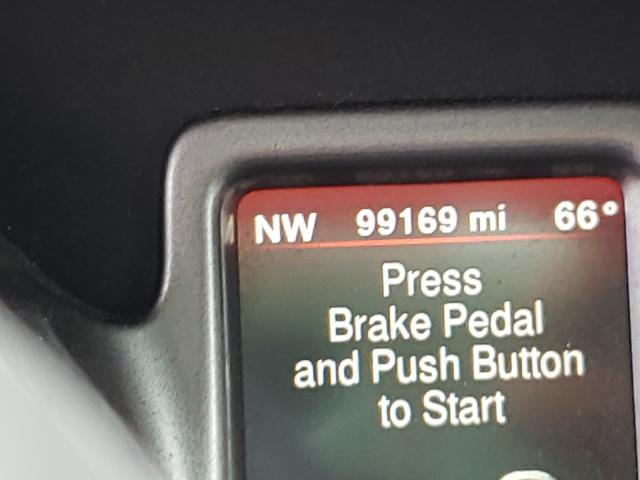 NW 99169 mi 66°
Press
Brake Pedal
and Push Button
to Start